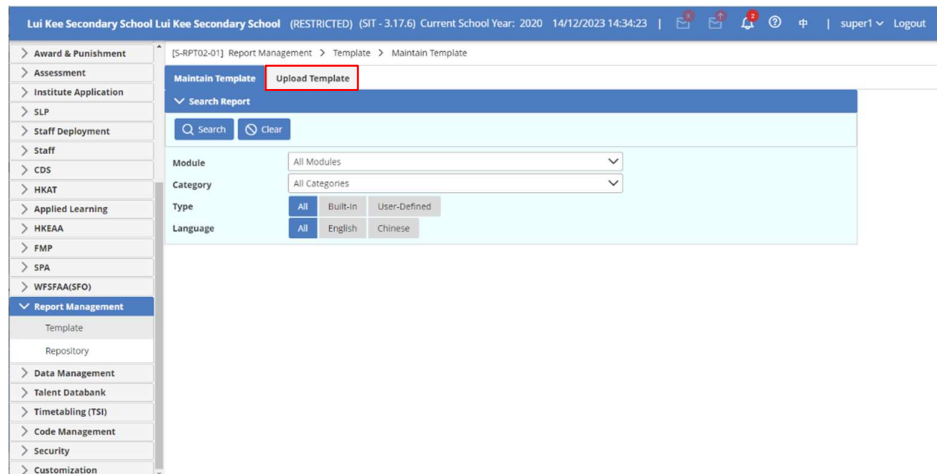 Lui Kee Secondary School Lui Kee Secondary School (RESTRICTED) (SIT - 3.17.6) Current School Year: 2020 14/12/2023 14:34:23 | 中 | super1 Logout
[S-RPT02-01] Report Management > Template > Maintain Template
Award & Punishment
Assessment
Institute Application
SLP
Staff Deployment
Staff
CDS
HKAT
Applied Learning
HKEAA
FMP
SPA
WFSFAA(SFO)
Report Management
Template
Repository
Data Management
Talent Databank
Timetabling (TSI)
Code Management
Security
Customization
Maintain Template Upload Template
Search Report
Search Clear
Module All Modules
Category All Categories
Type All Built-In User-Defined
Language All English Chinese